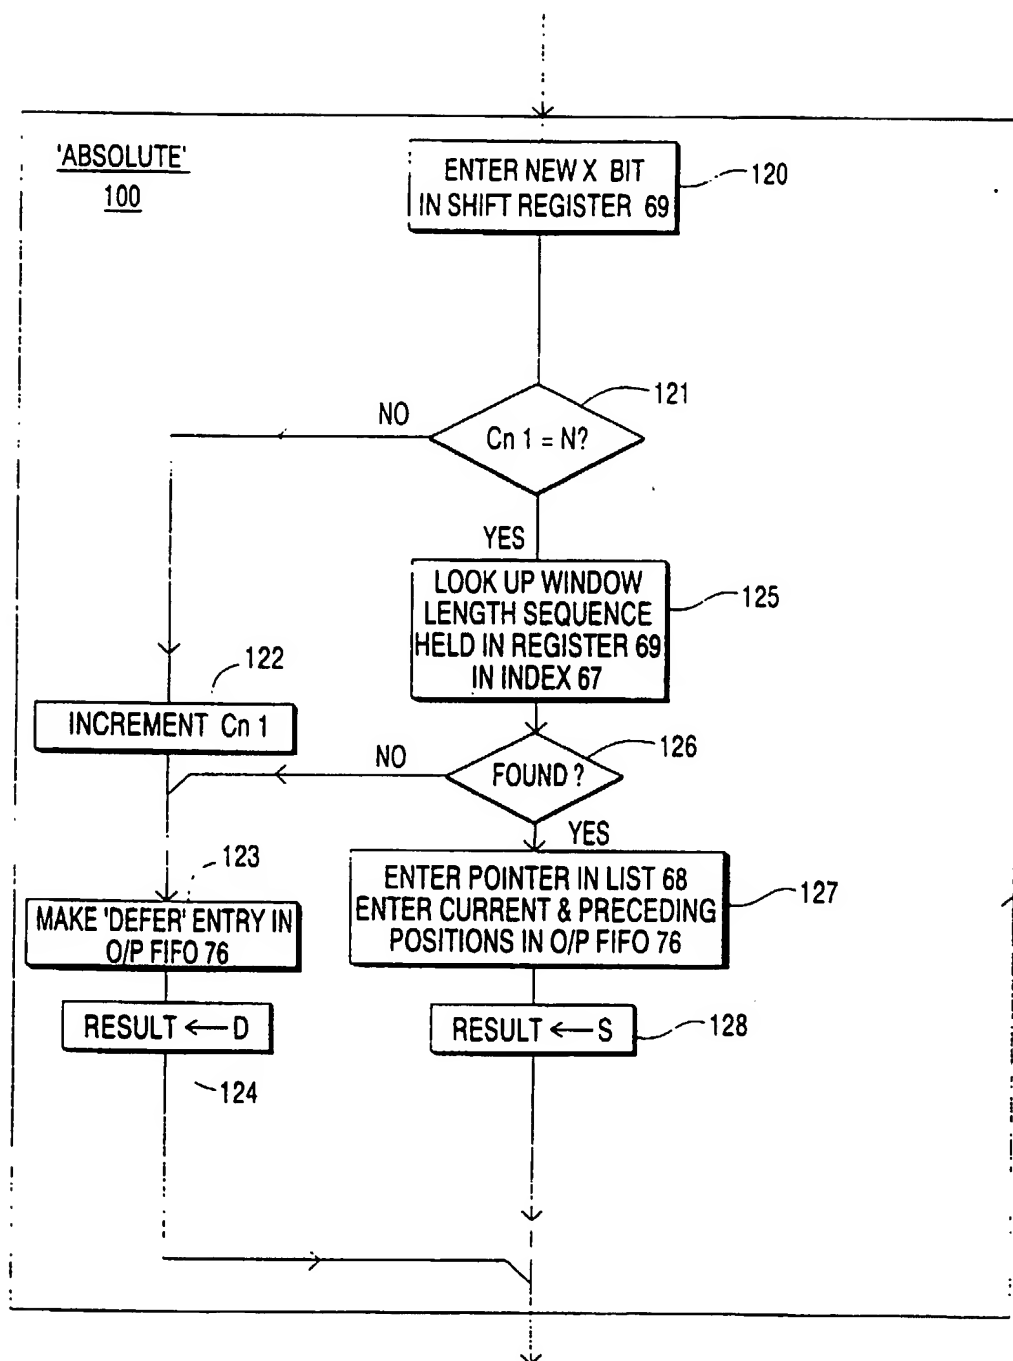 'ABSOLUTE'
100
ENTER NEW X BIT
IN SHIFT REGISTER 69
120
121
NO
Cn 1 = N?
YES
LOOK UP WINDOW
LENGTH SEQUENCE
HELD IN REGISTER 69
IN INDEX 67
125
122
INCREMENT Cn 1
126
NO
FOUND ?
YES
123
MAKE 'DEFER' ENTRY IN
O/P FIFO 76
ENTER POINTER IN LIST 68
ENTER CURRENT & PRECEDING
POSITIONS IN O/P FIFO 76
127
RESULT ← D
124
RESULT ← S
128